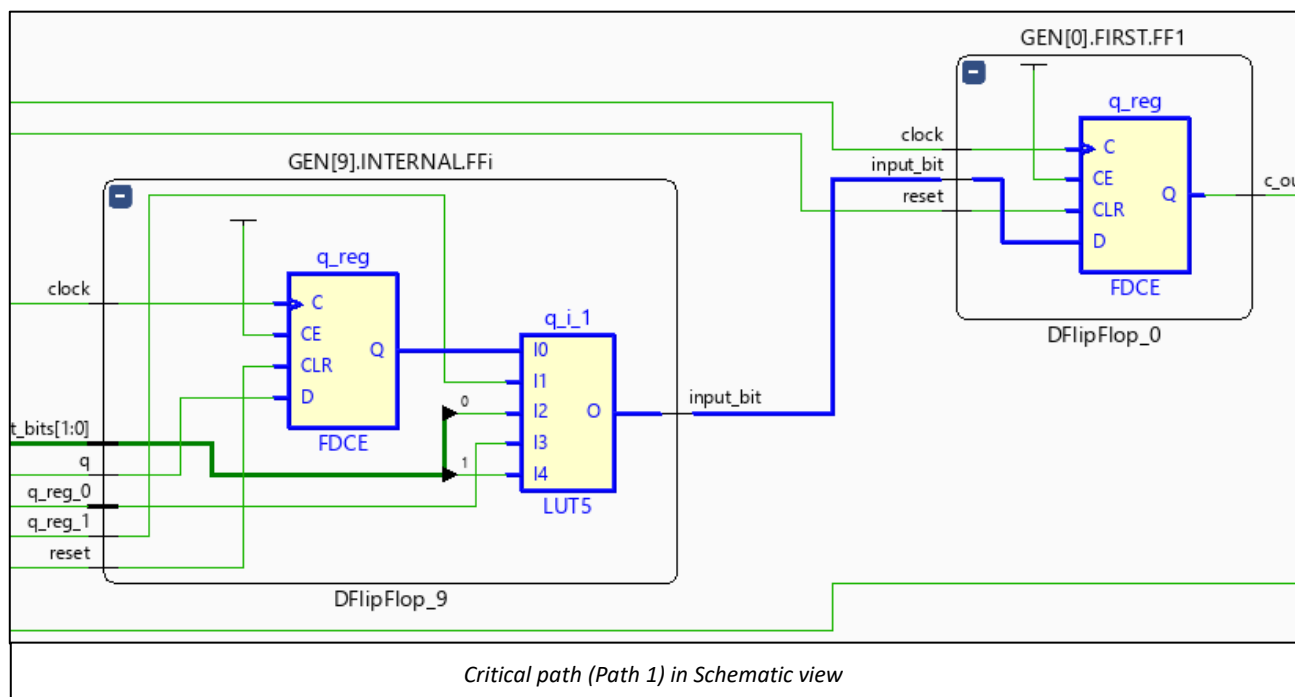 GEN[0].FIRST.FF1
q_reg
clock
C
input_bit
CE
Q
c_ou
reset
CLR
D
FDCE
DFlipFlop_0
GEN[9].INTERNAL.FFi
q_reg
clock
C
CE
Q
CLR
D
FDCE
q_i_1
I0
I1
0
I2
O
input_bit
I3
1
I4
LUT5
t_bits[1:0]
q
q_reg_0
q_reg_1
reset
DFlipFlop_9
Critical path (Path 1) in Schematic view